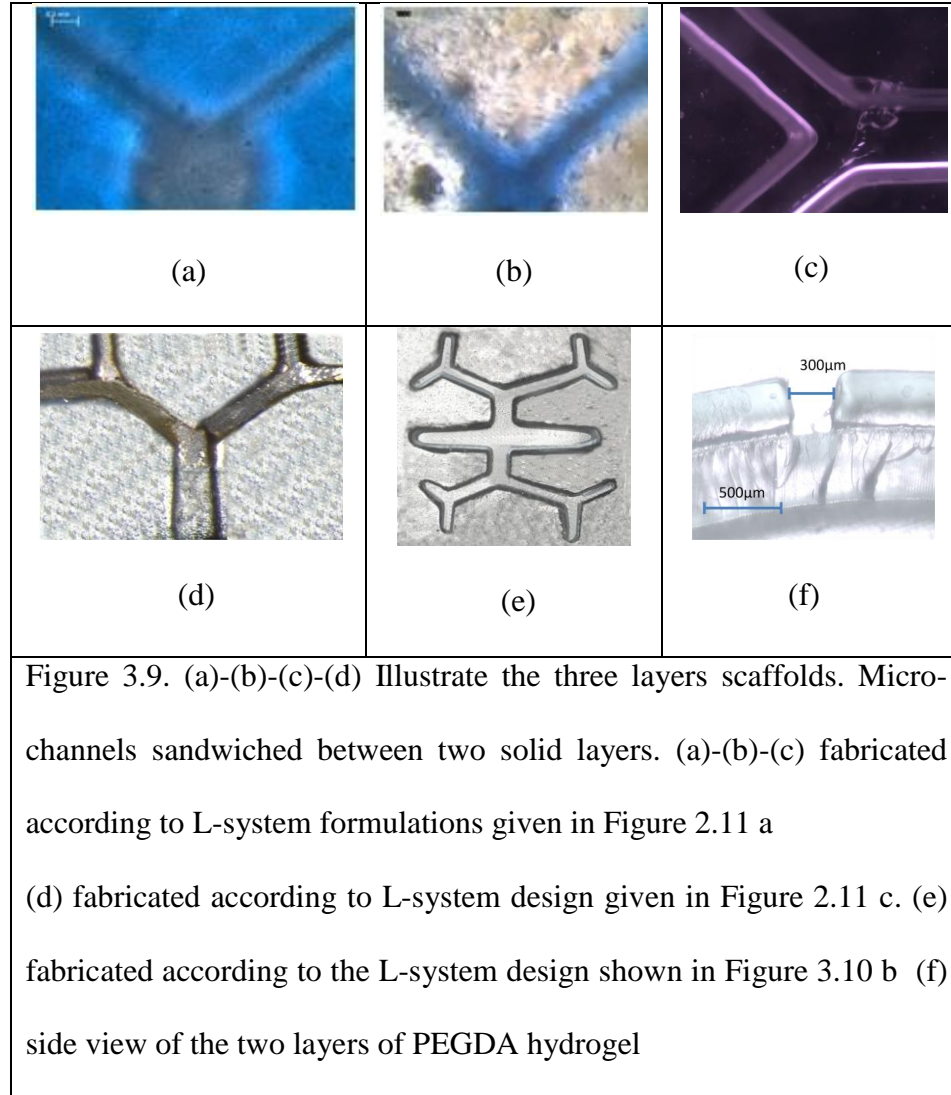 (a)
(b)
(c)
300µm
500µm
(d)
(e)
(f)
Figure 3.9. (a)-(b)-(c)-(d) Illustrate the three layers scaffolds. Micro-
channels sandwiched between two solid layers. (a)-(b)-(c) fabricated
according to L-system formulations given in Figure 2.11 a
(d) fabricated according to L-system design given in Figure 2.11 c. (e)
fabricated according to the L-system design shown in Figure 3.10 b (f)
side view of the two layers of PEGDA hydrogel